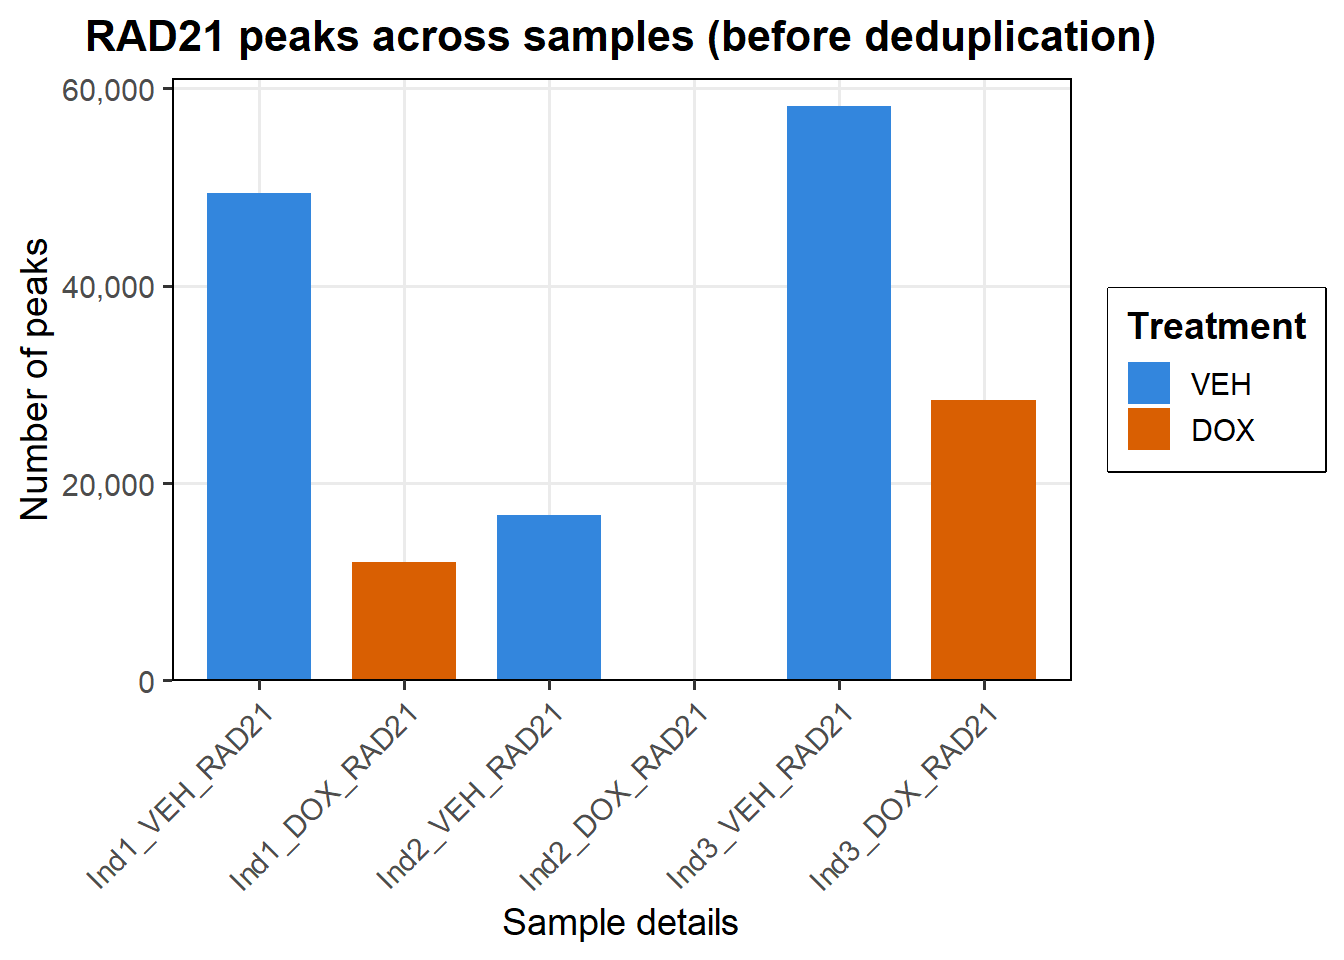 RAD21 peaks across samples (before deduplication)
Number of peaks
60,000
40,000
20,000
0
Ind1_VEH_RAD21
Ind1_DOX_RAD21
Ind2_VEH_RAD21
Ind2_DOX_RAD21
Ind3_VEH_RAD21
Ind3_DOX_RAD21
Sample details
Treatment
VEH
DOX